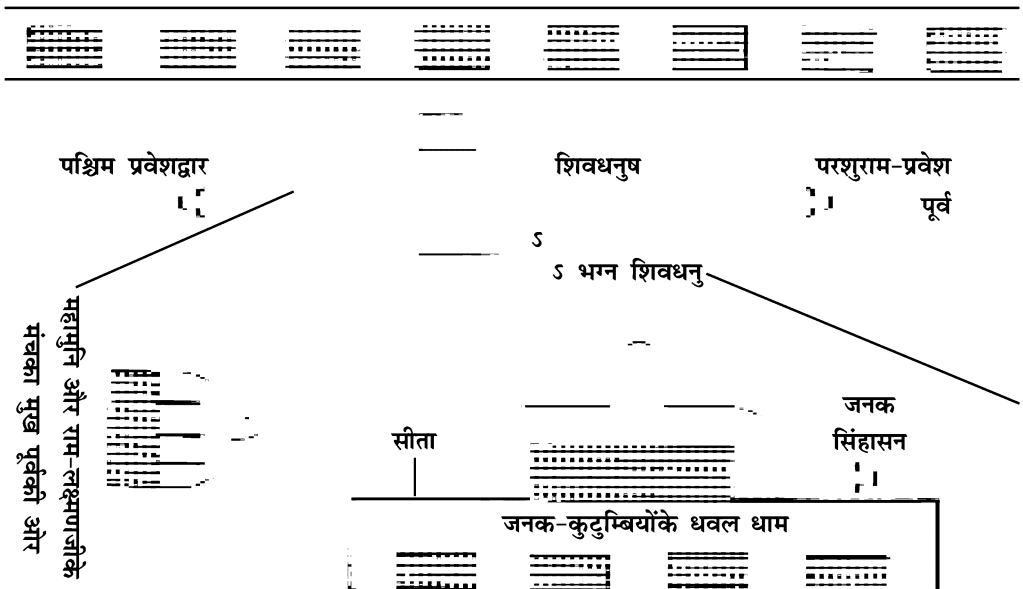 पश्चिम प्रवेशद्वार
शिवधनुष
परशुराम-प्रवेश
पूर्व
ऽ
ऽ भग्न शिवधनु
महामुनि और राम-लक्ष्मणजीके
मंचका मुख पूर्वकी ओर
जनक
सिंहासन
सीता
जनक-कुटुम्बियोंके धवल धाम